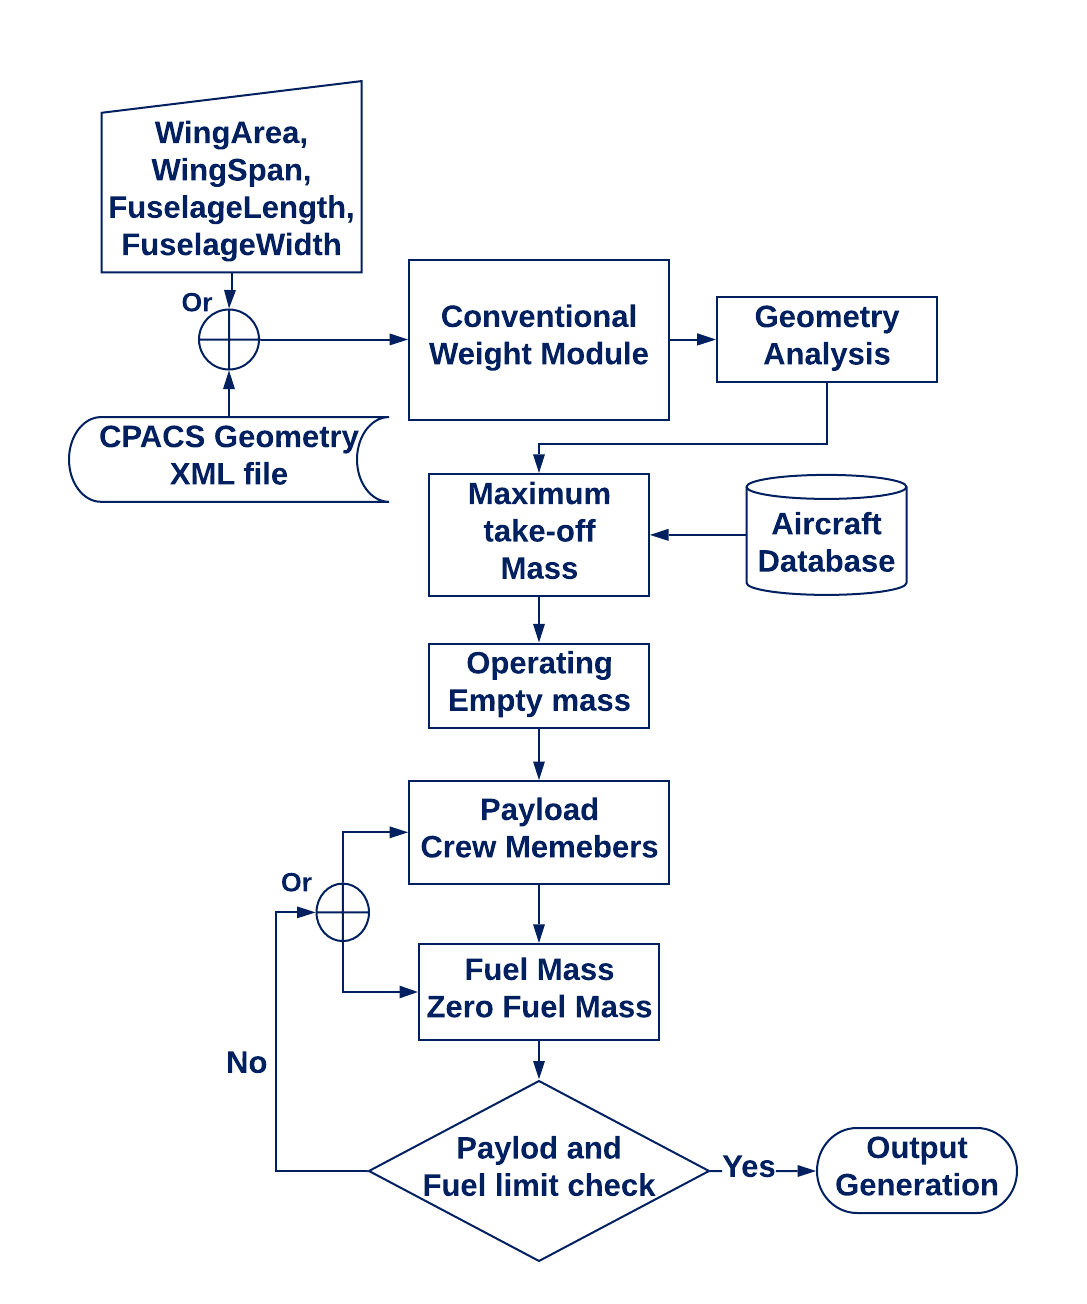 WingArea,
WingSpan,
FuselageLength,
FuselageWidth
Or
Conventional
Weight Module
Geometry
Analysis
CPACS Geometry
XML file
Maximum
take-off
Mass
Aircraft
Database
Operating
Empty mass
Payload
Crew Memebers
Or
Fuel Mass
Zero Fuel Mass
No
Paylod and
Fuel limit check
Yes
Output
Generation